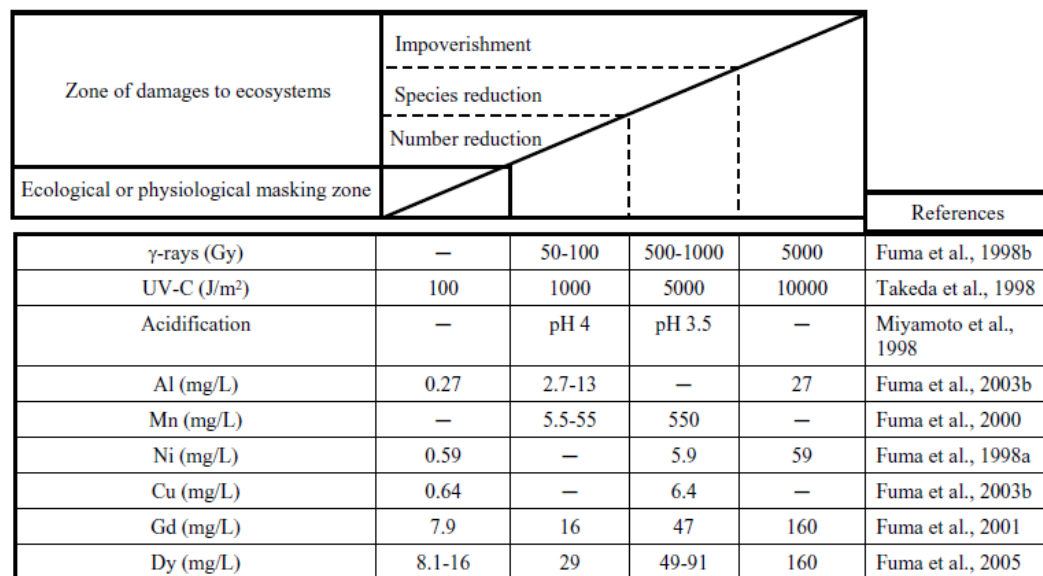 Impoverishment
Zone of damages to ecosystems
Species reduction
Number reduction
Ecological or physiological masking zone
References
γ-rays (Gy) — 50-100 500-1000 5000 Fuma et al., 1998b
UV-C (J/m²) 100 1000 5000 10000 Takeda et al., 1998
Acidification — pH 4 pH 3.5 — Miyamoto et al.,
1998
Al (mg/L) 0.27 2.7-13 — 27 Fuma et al., 2003b
Mn (mg/L) — 5.5-55 550 — Fuma et al., 2000
Ni (mg/L) 0.59 — 5.9 59 Fuma et al., 1998a
Cu (mg/L) 0.64 — 6.4 — Fuma et al., 2003b
Gd (mg/L) 7.9 16 47 160 Fuma et al., 2001
Dy (mg/L) 8.1-16 29 49-91 160 Fuma et al., 2005